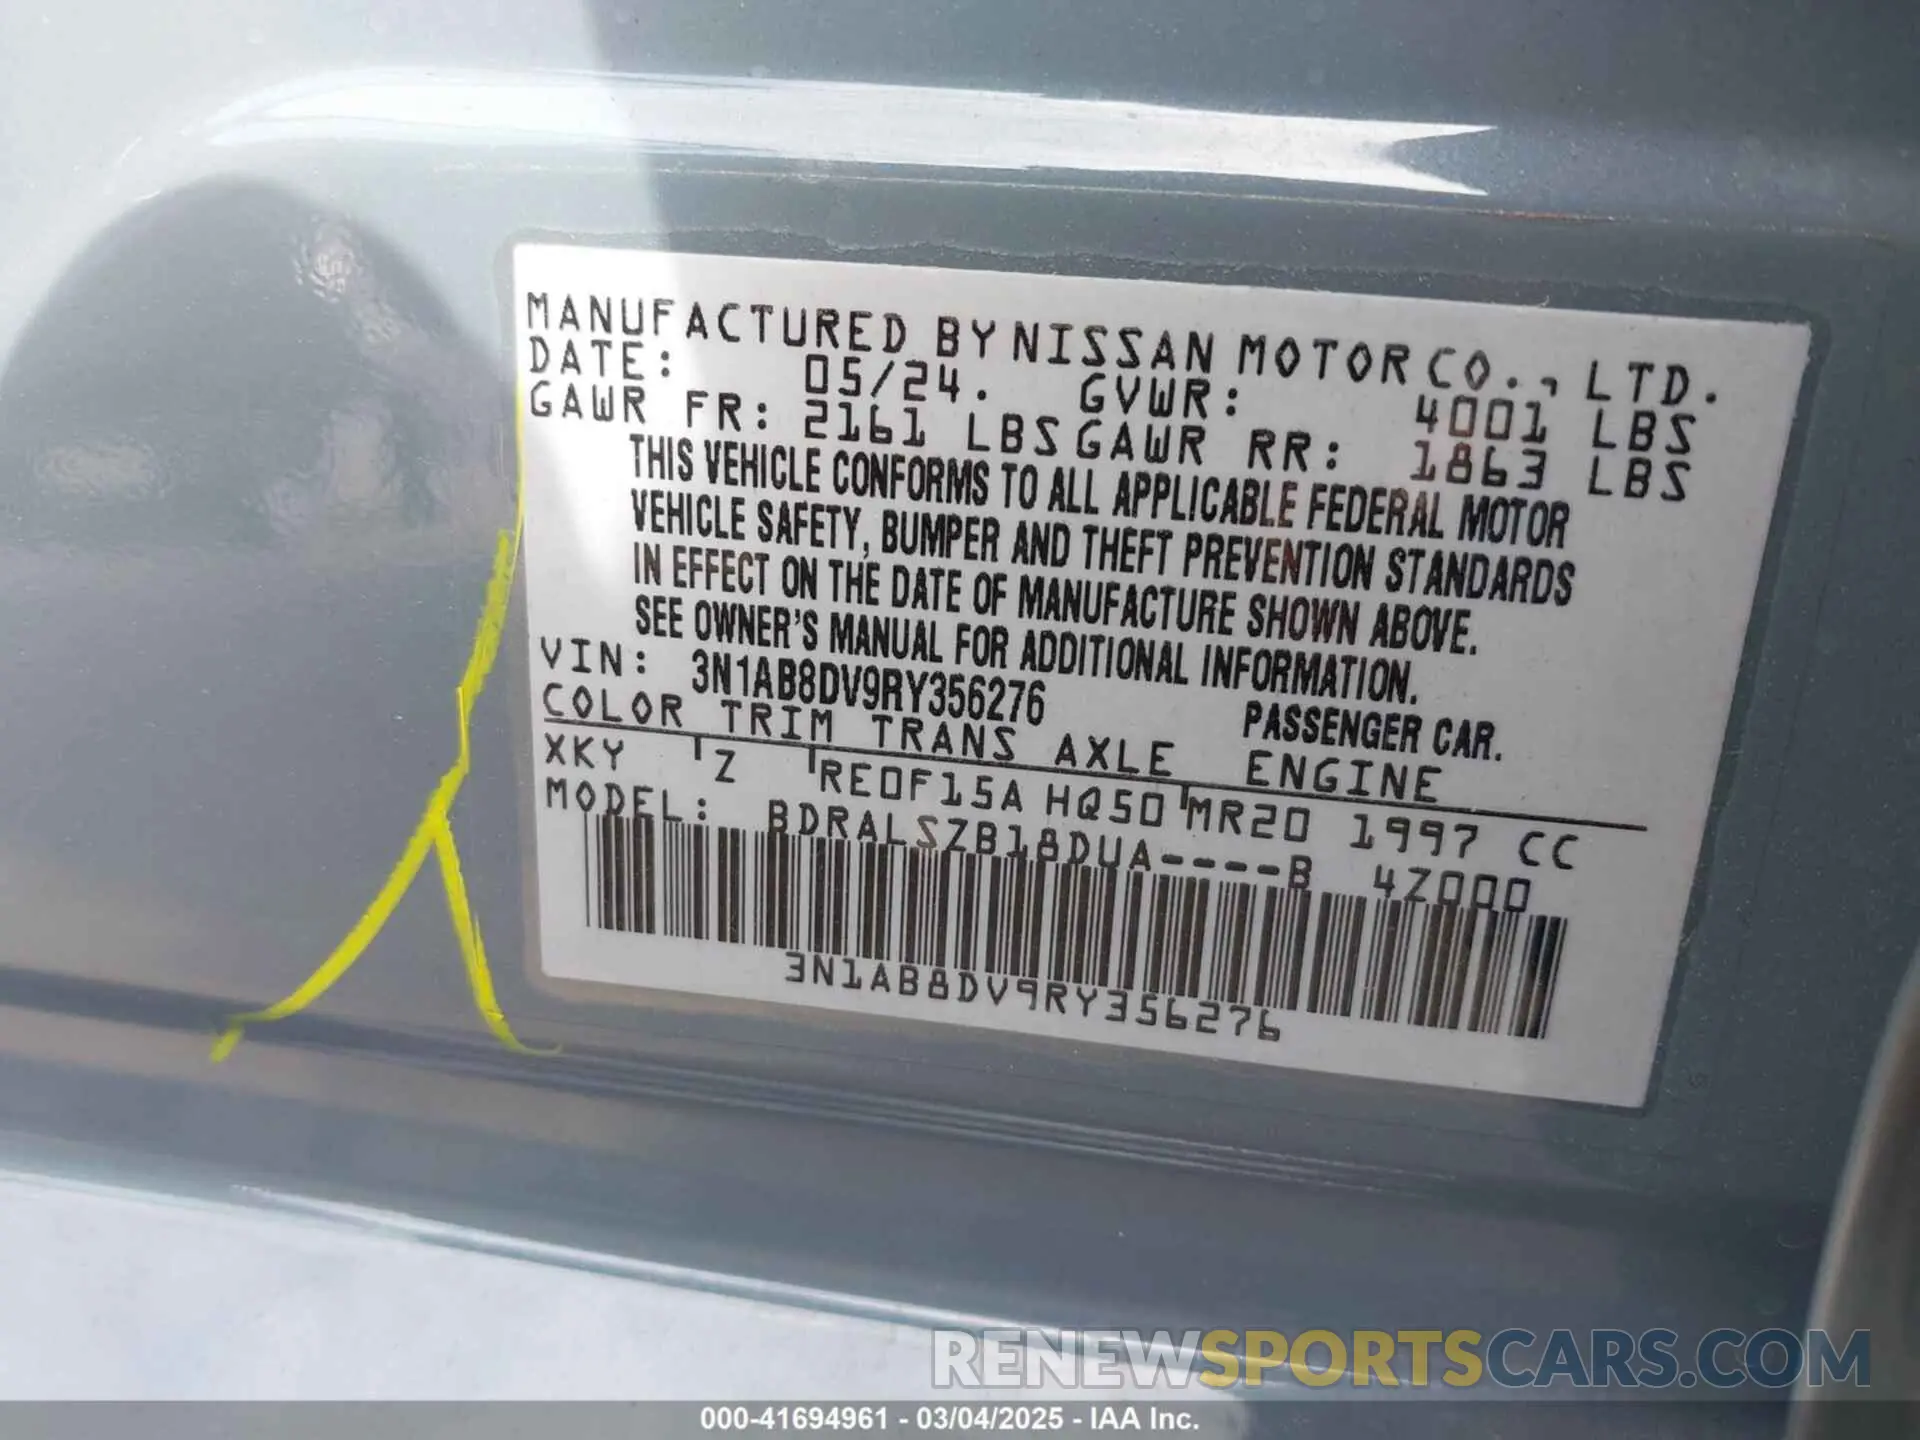 MANUFACTURED BY NISSAN MOTOR CO., LTD.
DATE: 05/24. GVWR: 4001 LBS
GAWR FR: 2161 LBS GAWR RR: 1863 LBS
THIS VEHICLE CONFORMS TO ALL APPLICABLE FEDERAL MOTOR
VEHICLE SAFETY, BUMPER AND THEFT PREVENTION STANDARDS
IN EFFECT ON THE DATE OF MANUFACTURE SHOWN ABOVE.
SEE OWNER'S MANUAL FOR ADDITIONAL INFORMATION.
VIN: 3N1AB8DV9RY356276 PASSENGER CAR.
COLOR TRIM TRANS AXLE ENGINE
XKY Z RE0F15A HQ50 MR20 1997 CC
MODEL: BDRALSZB18DUA----B 4Z000
3N1AB8DV9RY356276
RENEWSPORTSCARS.COM
000-41694961 - 03/04/2025 - IAA Inc.